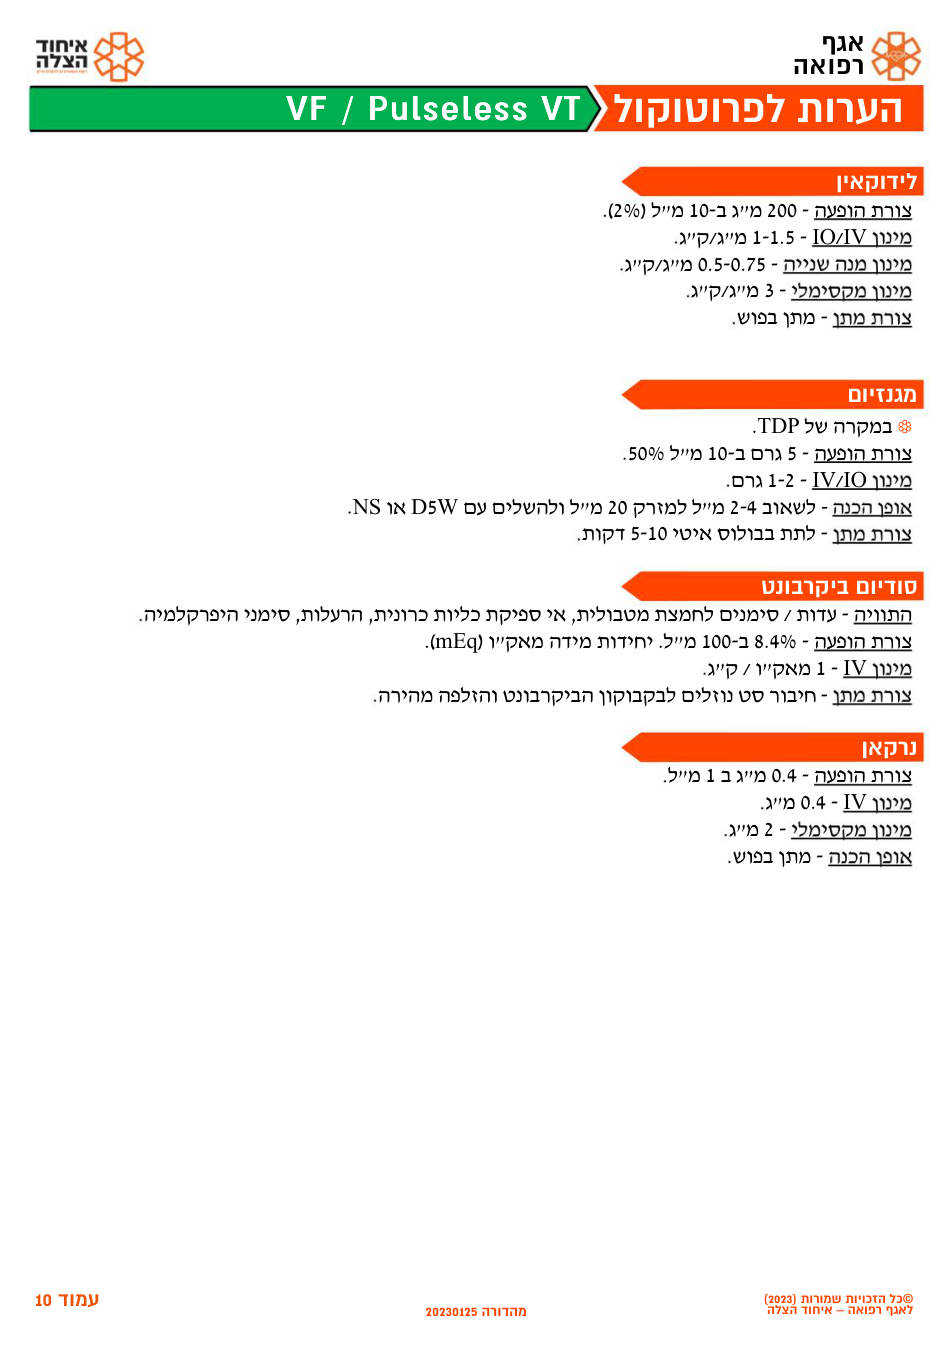 אגף
רפואה
איחוד
הצלה
הערות לפרוטוקול
VF / Pulseless VT
לידוקאין
צורת הופעה - 200 מ״ג ב-10 מ״ל (2%).
מינון IO/IV - 1-1.5 מ״ג/ק״ג.
מינון מנה שנייה - 0.5-0.75 מ״ג/ק״ג.
מינון מקסימלי - 3 מ״ג/ק״ג.
צורת מתן - מתן בפוש.
מגנזיום
במקרה של TDP.
צורת הופעה - 5 גרם ב-10 מ״ל 50%.
מינון IV/IO - 1-2 גרם.
אופן הכנה - לשאוב 2-4 מ״ל למזרק 20 מ״ל ולהשלים עם D5W או NS.
צורת מתן - לתת בבולוס איטי 5-10 דקות.
סודיום ביקרבונט
התוויה - עדות / סימנים לחמצת מטבולית, אי ספיקת כליות כרונית, הרעלות, סימני היפרקלמיה.
צורת הופעה - 8.4% ב-100 מ״ל. יחידות מידה מאק״ו (mEq).
מינון IV - 1 מאק״ו / ק״ג.
צורת מתן - חיבור סט נוזלים לבקבוקון הביקרבונט והזלפה מהירה.
נרקאן
צורת הופעה - 0.4 מ״ג ב 1 מ״ל.
מינון IV - 0.4 מ״ג.
מינון מקסימלי - 2 מ״ג.
אופן הכנה - מתן בפוש.
©כל הזכויות שמורות (2023)
לאגף רפואה – איחוד הצלה
מהדורה 20230125
עמוד 10